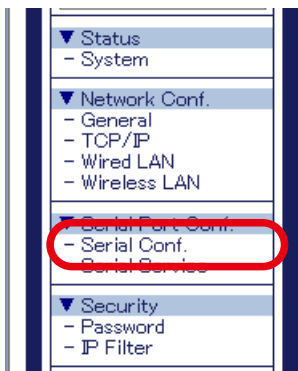 ▼ Status
- System
▼ Network Conf.
- General
- TCP/IP
- Wired LAN
- Wireless LAN
▼ Serial Port Conf.
- Serial Conf.
- Serial Service
▼ Security
- Password
- IP Filter